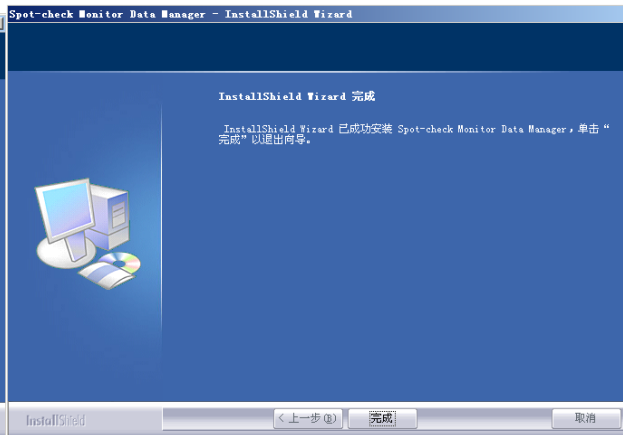 Spot-check Monitor Data Manager - InstallShield Wizard
InstallShield Wizard 完成
InstallShield Wizard 已成功安装 Spot-check Monitor Data Manager，单击“
完成”以退出向导。
InstallShield
< 上一步(B)
完成
取消